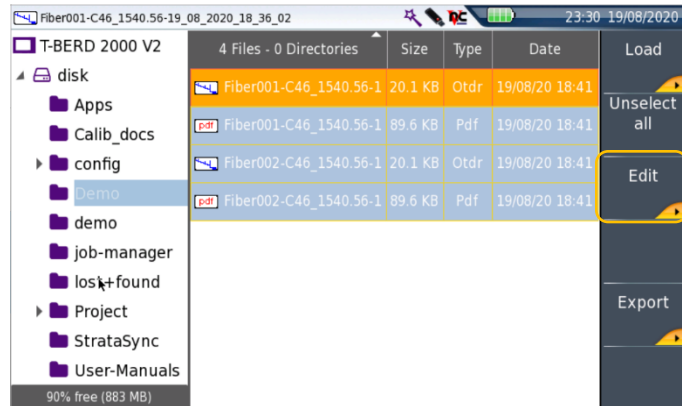 Fiber001-C46_1540.56-19_08_2020_18_36_02
23:30 19/08/2020
T-BERD 2000 V2
disk
Apps
Calib_docs
config
Demo
demo
job-manager
lost+found
Project
StrataSync
User-Manuals
90% free (883 MB)
4 Files - 0 Directories Size Type Date
Fiber001-C46_1540.56-1 20.1 KB Otdr 19/08/20 18:41
pdf Fiber001-C46_1540.56-1 89.6 KB Pdf 19/08/20 18:41
Fiber002-C46_1540.56-1 20.1 KB Otdr 19/08/20 18:41
pdf Fiber002-C46_1540.56-1 89.6 KB Pdf 19/08/20 18:41
Load
Unselect
all
Edit
Export